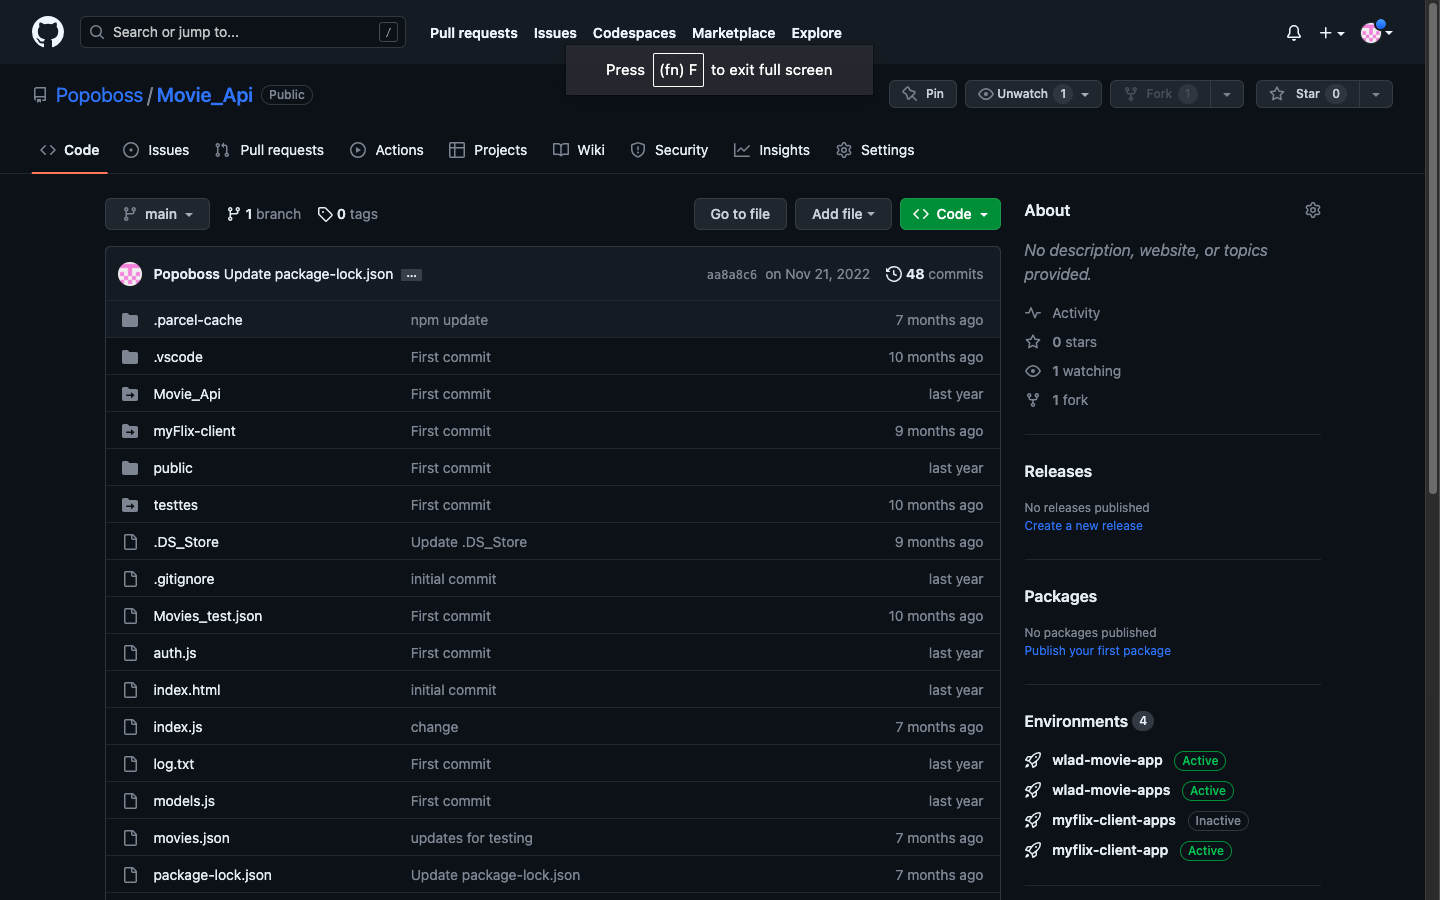 Search or jump to... /
Pull requests Issues Codespaces Marketplace Explore
Press (fn) F to exit full screen
Popoboss / Movie_Api Public
Pin Unwatch 1 Fork 1 Star 0
Code Issues Pull requests Actions Projects Wiki Security Insights Settings
main 1 branch 0 tags Go to file Add file Code
Popoboss Update package-lock.json ... aa8a8c6 on Nov 21, 2022 48 commits
.parcel-cache npm update 7 months ago
.vscode First commit 10 months ago
Movie_Api First commit last year
myFlix-client First commit 9 months ago
public First commit last year
testtes First commit 10 months ago
.DS_Store Update .DS_Store 9 months ago
.gitignore initial commit last year
Movies_test.json First commit 10 months ago
auth.js First commit last year
index.html initial commit last year
index.js change 7 months ago
log.txt First commit last year
models.js First commit last year
movies.json updates for testing 7 months ago
package-lock.json Update package-lock.json 7 months ago
About
No description, website, or topics
provided.
Activity
0 stars
1 watching
1 fork
Releases
No releases published
Create a new release
Packages
No packages published
Publish your first package
Environments 4
wlad-movie-app Active
wlad-movie-apps Active
myflix-client-apps Inactive
myflix-client-app Active